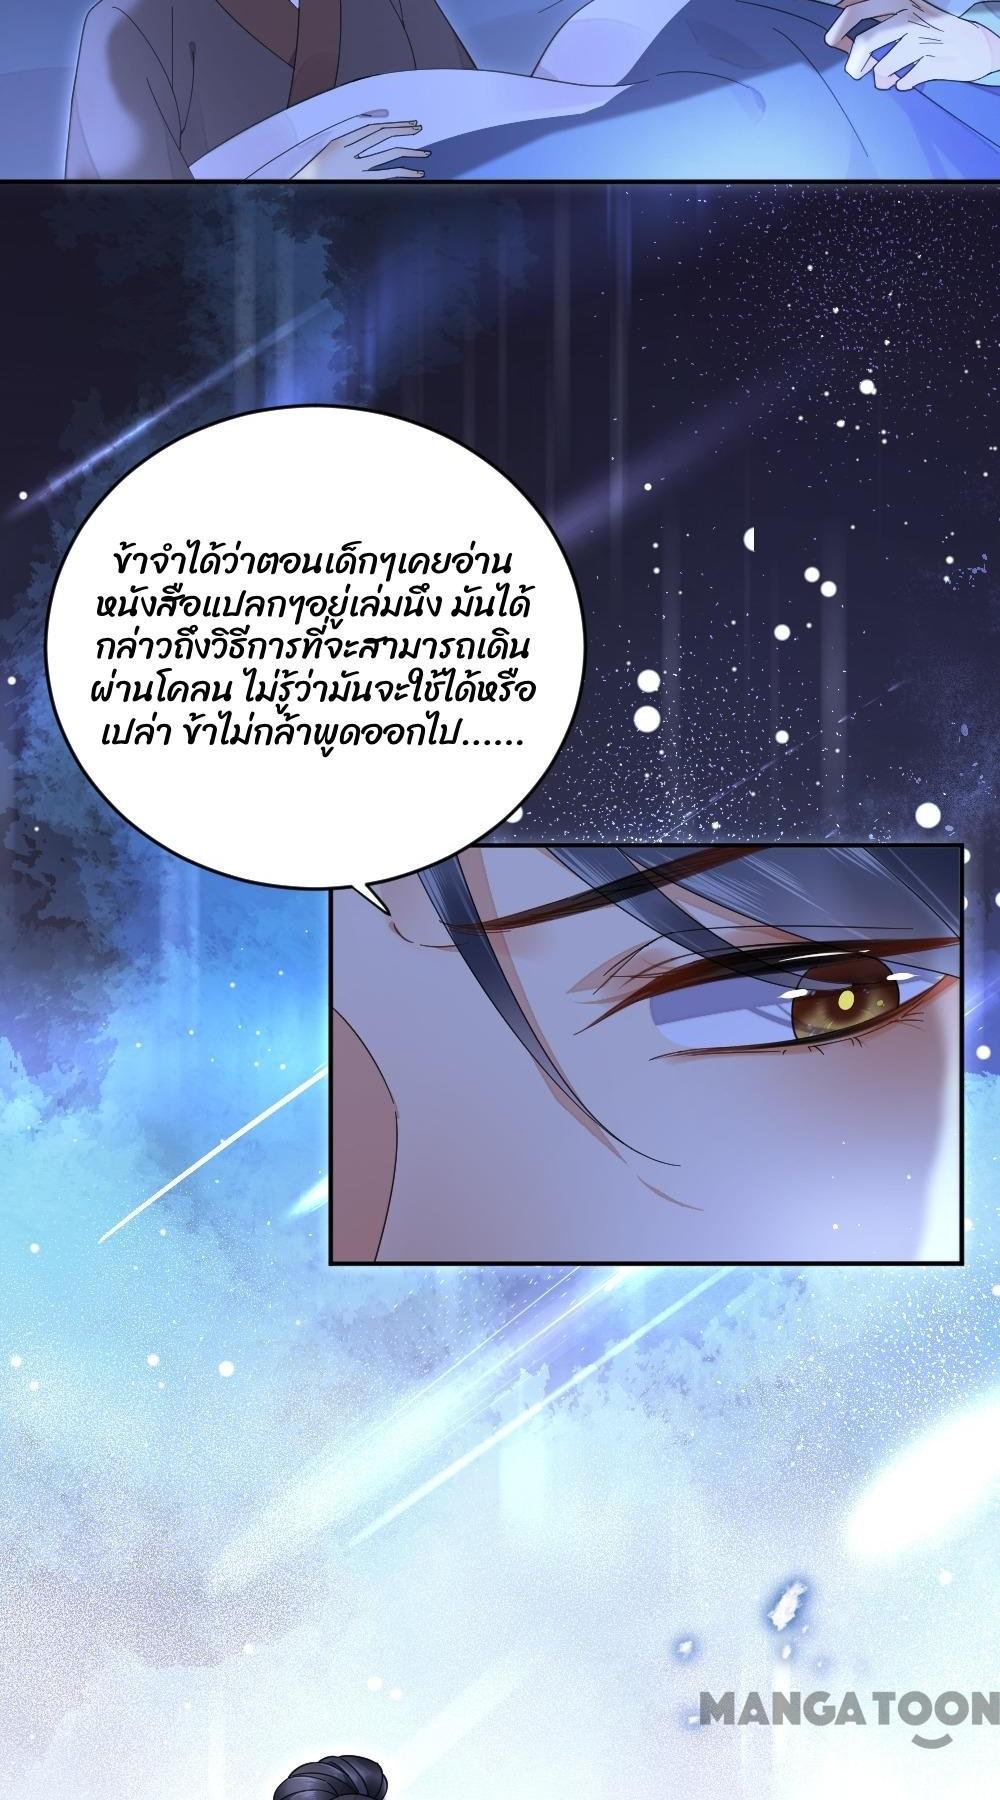 ข้าจำได้ว่าตอนเด็กๆเคยอ่าน
หนังสือแปลกๆอยู่เล่มนึง มันได้
กล่าวถึงวิธีการที่จะสามารถเดิน
ผ่านโคลน ไม่รู้ว่ามันจะใช้ได้หรือ
เปล่า ข้าไม่กล้าพูดออกไป......
MANGATOON